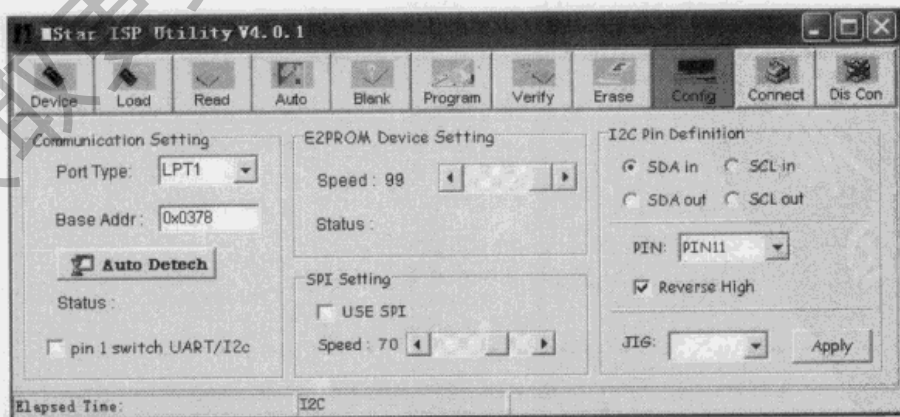 MStar ISP Utility V4.0.1
Device Load Read Auto Blank Program Verify Erase Config Connect Dis Con
Communication Setting
Port Type: LPT1
Base Addr: 0x0378
Auto Detech
Status :
pin 1 switch UART/I2c
E2PROM Device Setting
Speed : 99
Status :
SPI Setting
USE SPI
Speed : 70
I2C Pin Definition
SDA in SCL in
SDA out SCL out
PIN: PIN11
Reverse High
JIG: Apply
Elapsed Time: I2C